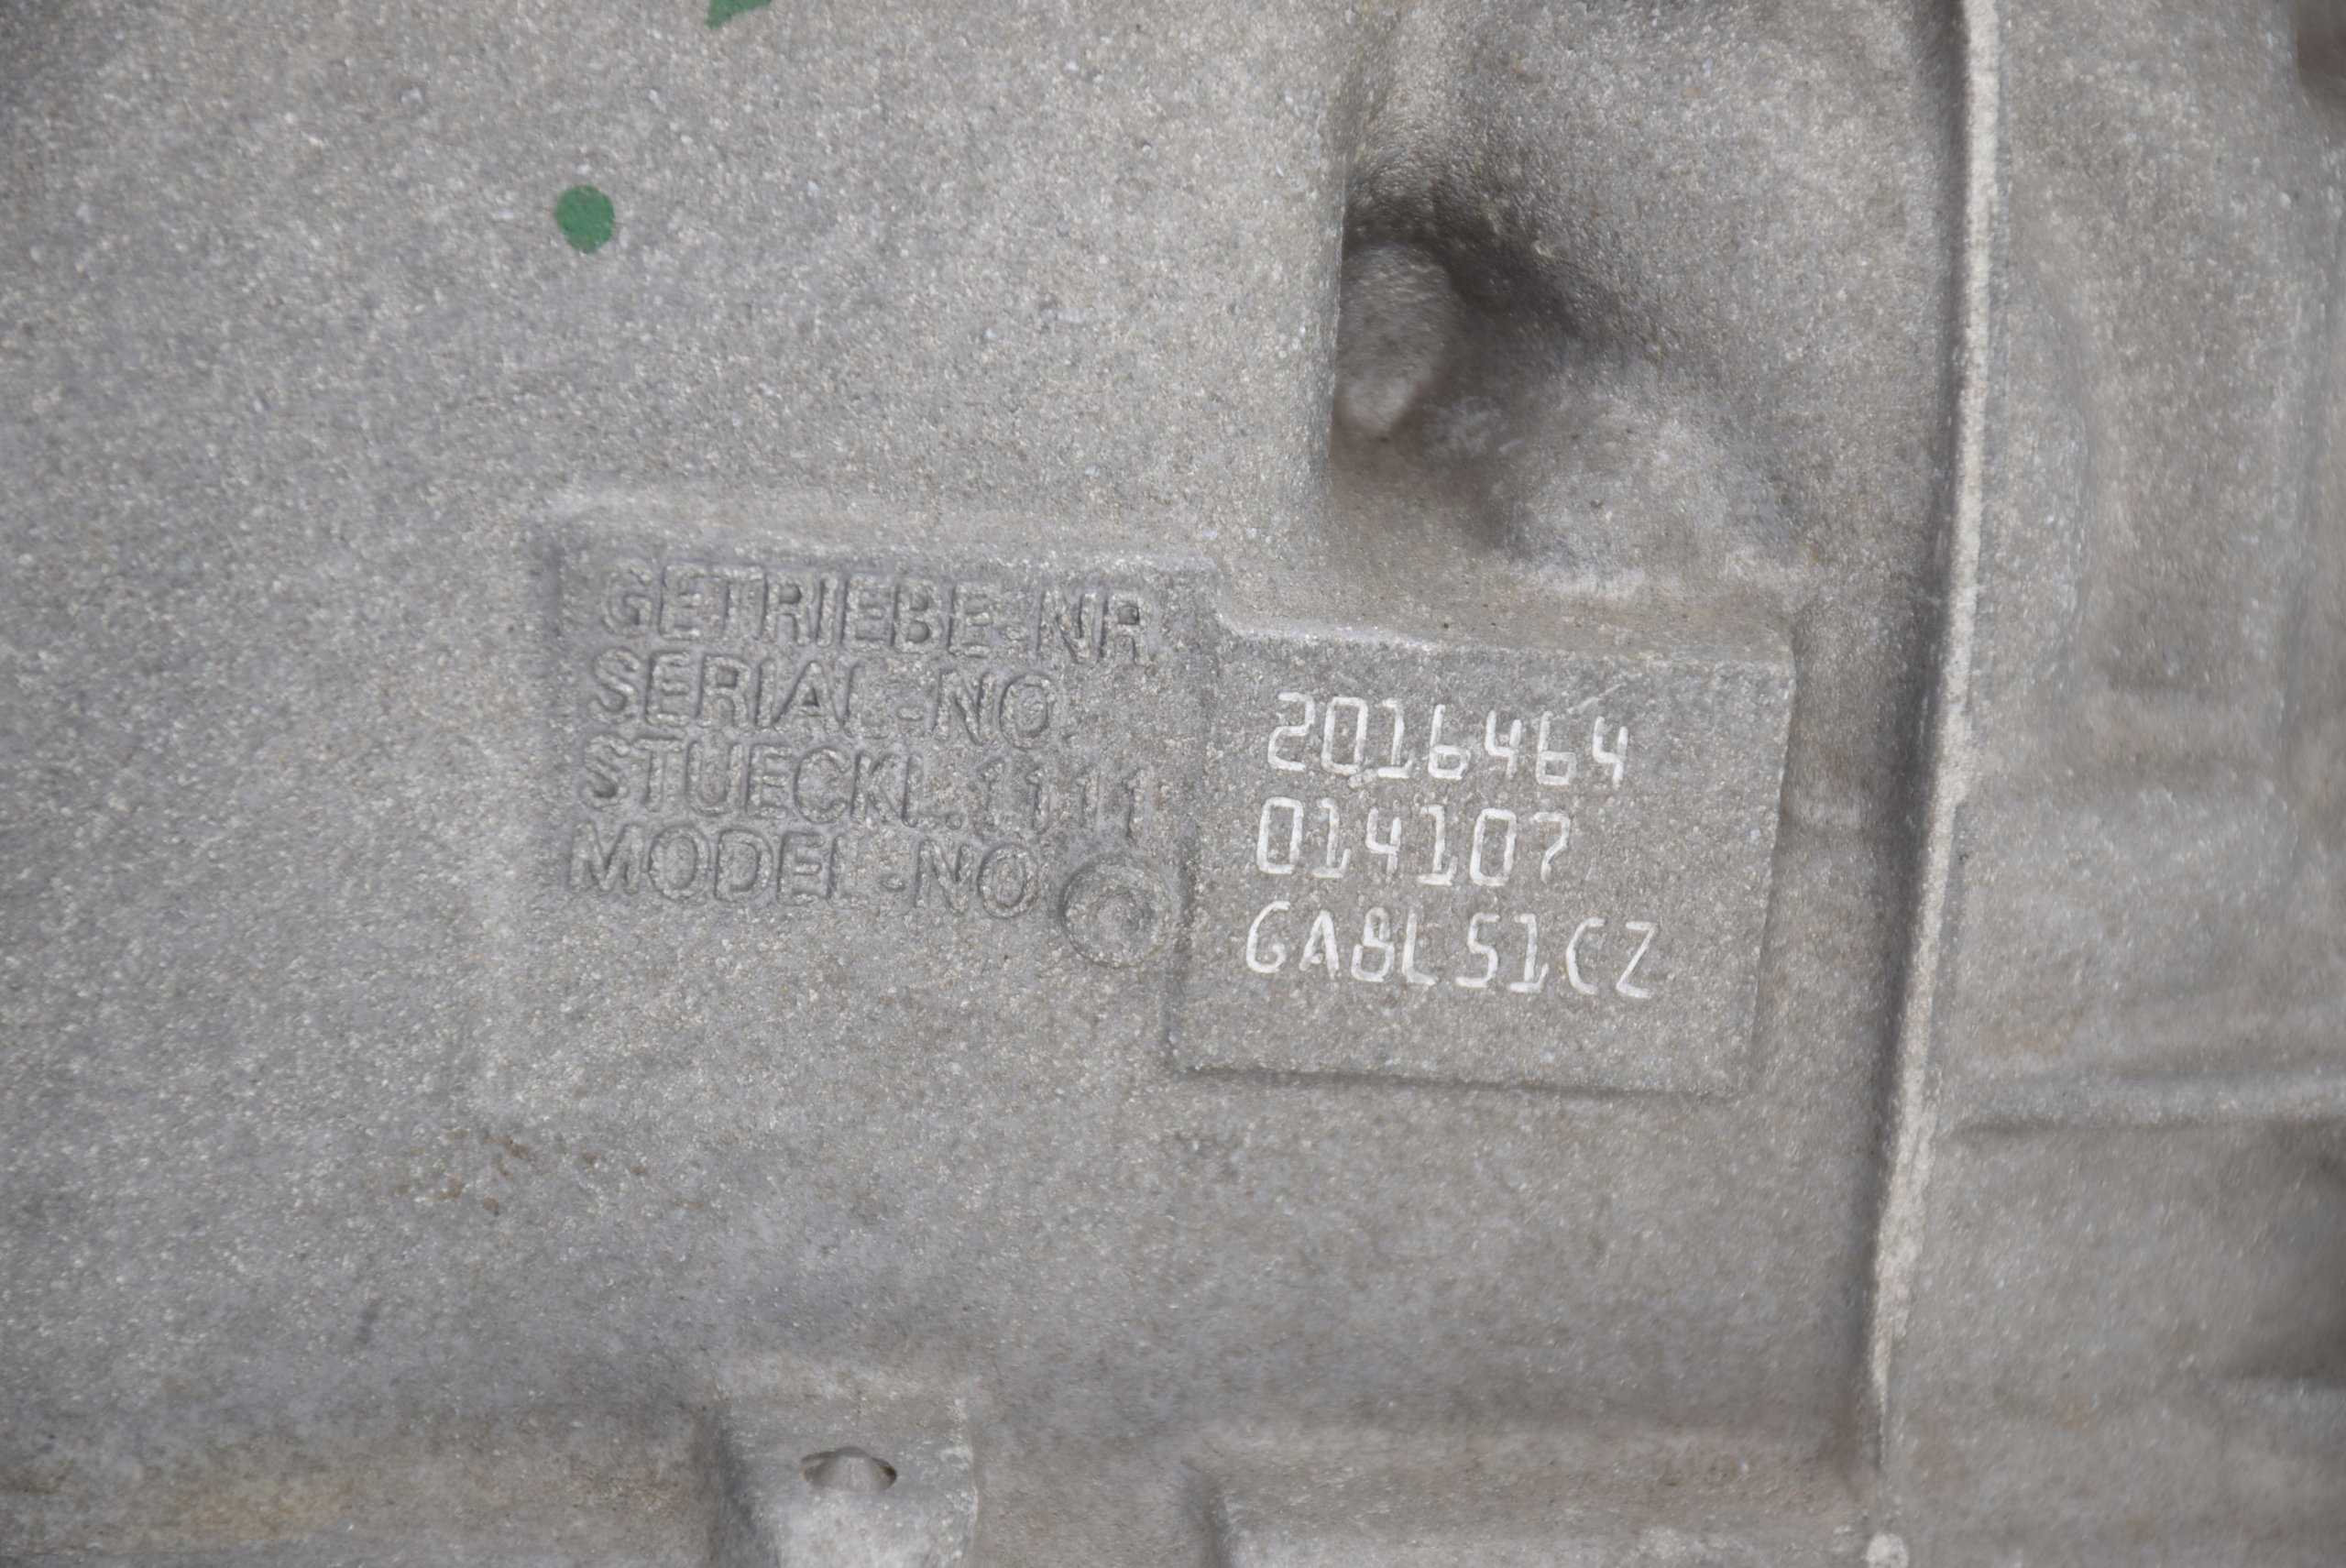 GETRIEBE-NR
SERIAL-NO.
STUECKL.1111
MODEL-NO.
2016464
014107
GA8L51CZ